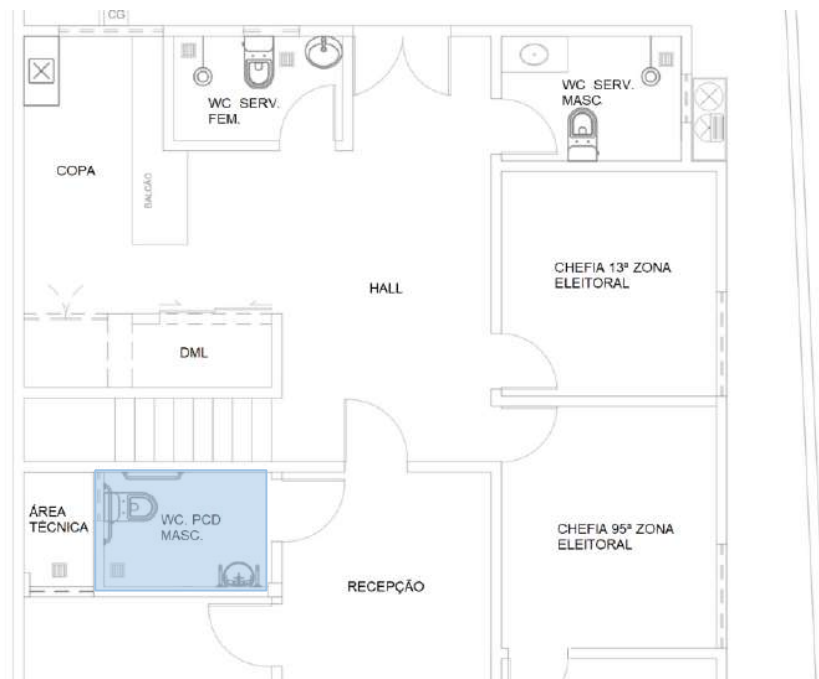 CG
WC SERV.
FEM.
WC SERV.
MASC.
COPA
BALCÃO
CHEFIA 13ª ZONA
ELEITORAL
HALL
DML
ÁREA
TÉCNICA
WC. PCD
MASC.
CHEFIA 95ª ZONA
ELEITORAL
RECEPÇÃO